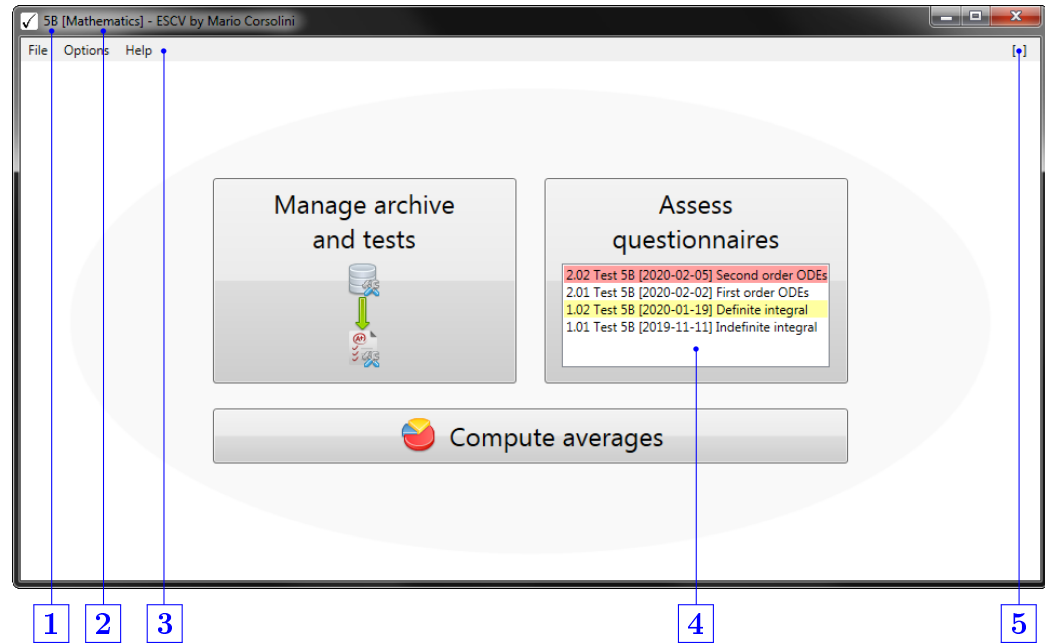 5B [Mathematics] - ESCV by Mario Corsolini
File Options Help [•]
Manage archive
and tests
Assess
questionnaires
2.02 Test 5B [2020-02-05] Second order ODEs
2.01 Test 5B [2020-02-02] First order ODEs
1.02 Test 5B [2020-01-19] Definite integral
1.01 Test 5B [2019-11-11] Indefinite integral
Compute averages
1 2 3 4 5